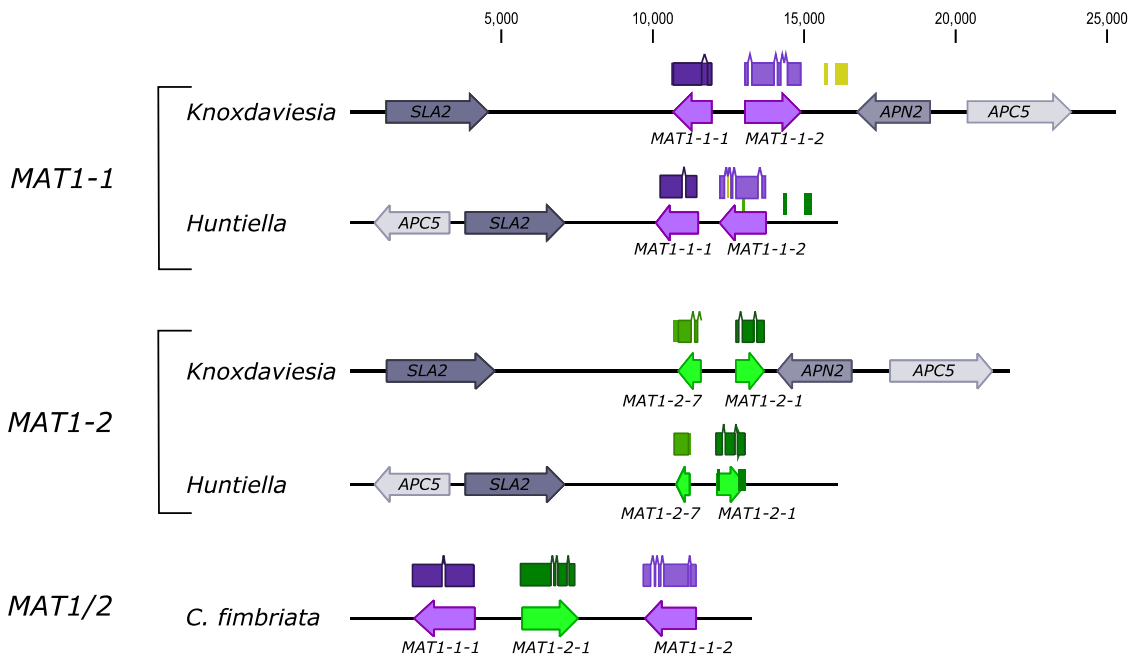 5,000 10,000 15,000 20,000 25,000
MAT1-1
Knoxdaviesia SLA2 APN2 APC5
MAT1-1-1 MAT1-1-2
Huntiella APC5 SLA2
MAT1-1-1 MAT1-1-2
MAT1-2
Knoxdaviesia SLA2 APN2 APC5
MAT1-2-7 MAT1-2-1
Huntiella APC5 SLA2
MAT1-2-7 MAT1-2-1
MAT1/2
C. fimbriata
MAT1-1-1 MAT1-2-1 MAT1-1-2